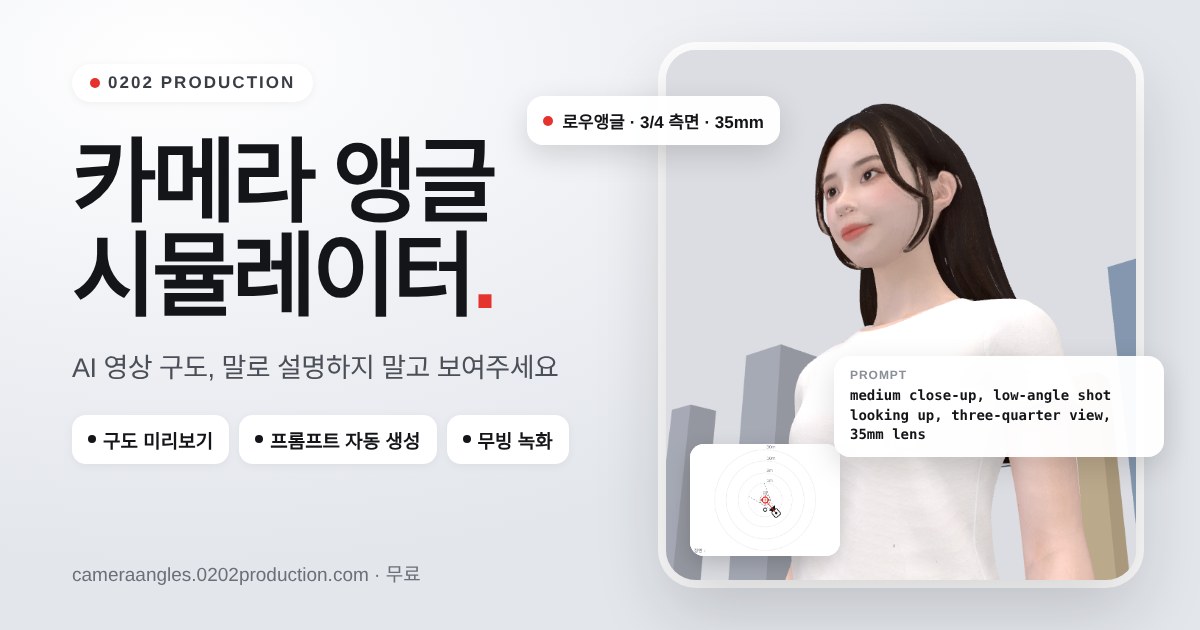 0202 PRODUCTION
카메라 앵글
시뮬레이터.
AI 영상 구도, 말로 설명하지 말고 보여주세요
구도 미리보기
프롬프트 자동 생성
무빙 녹화
cameraangles.0202production.com · 무료
로우앵글 · 3/4 측면 · 35mm
PROMPT
medium close-up, low-angle shot
looking up, three-quarter view,
35mm lens